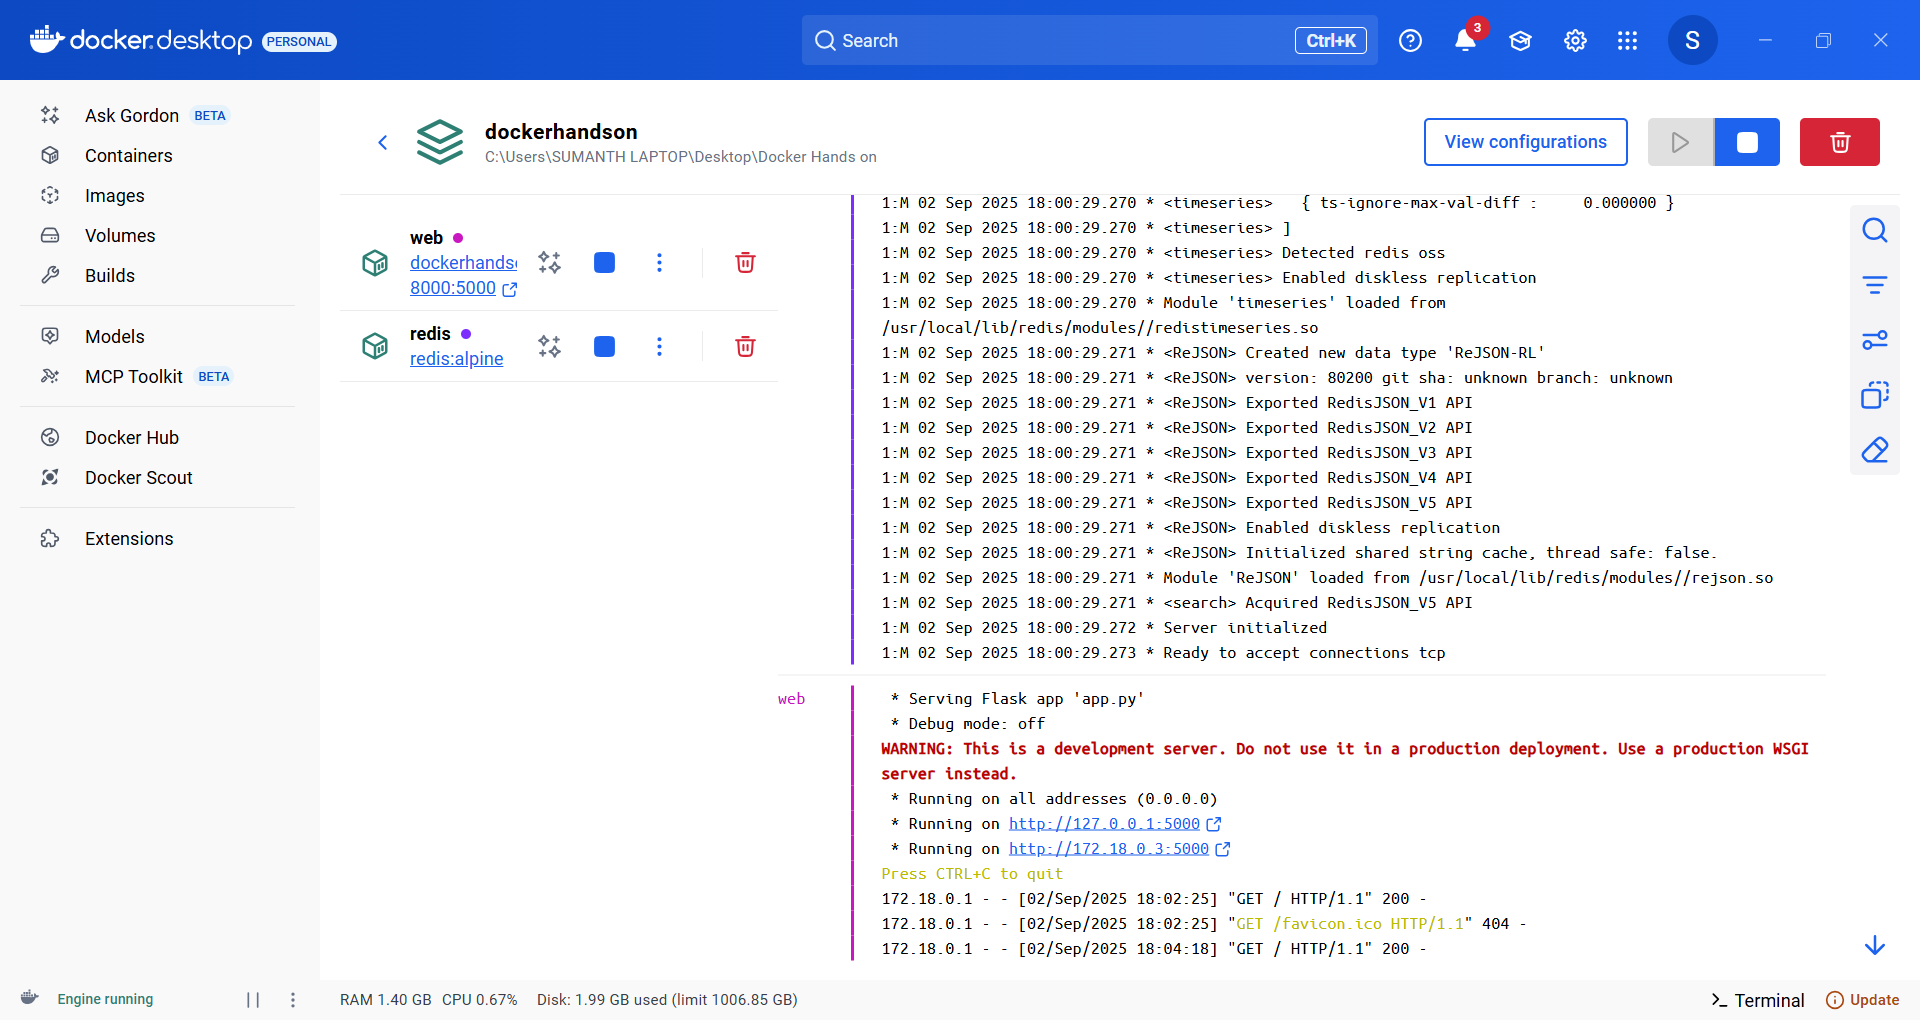 docker.desktop PERSONAL
Search
Ctrl+K
3
S
Ask Gordon BETA
Containers
Images
Volumes
Builds
Models
MCP Toolkit BETA
Docker Hub
Docker Scout
Extensions
dockerhandson
C:\Users\SUMANTH LAPTOP\Desktop\Docker Hands on
View configurations
web
8000:5000
redis
redis:alpine
1:M 02 Sep 2025 18:00:29.270 * <timeseries>   { ts-ignore-max-val-diff :     0.000000 }
1:M 02 Sep 2025 18:00:29.270 * <timeseries> ]
1:M 02 Sep 2025 18:00:29.270 * <timeseries> Detected redis oss
1:M 02 Sep 2025 18:00:29.270 * <timeseries> Enabled diskless replication
1:M 02 Sep 2025 18:00:29.270 * Module 'timeseries' loaded from
/usr/local/lib/redis/modules//redistimeseries.so
1:M 02 Sep 2025 18:00:29.271 * <ReJSON> Created new data type 'ReJSON-RL'
1:M 02 Sep 2025 18:00:29.271 * <ReJSON> version: 80200 git sha: unknown branch: unknown
1:M 02 Sep 2025 18:00:29.271 * <ReJSON> Exported RedisJSON_V1 API
1:M 02 Sep 2025 18:00:29.271 * <ReJSON> Exported RedisJSON_V2 API
1:M 02 Sep 2025 18:00:29.271 * <ReJSON> Exported RedisJSON_V3 API
1:M 02 Sep 2025 18:00:29.271 * <ReJSON> Exported RedisJSON_V4 API
1:M 02 Sep 2025 18:00:29.271 * <ReJSON> Exported RedisJSON_V5 API
1:M 02 Sep 2025 18:00:29.271 * <ReJSON> Enabled diskless replication
1:M 02 Sep 2025 18:00:29.271 * <ReJSON> Initialized shared string cache, thread safe: false.
1:M 02 Sep 2025 18:00:29.271 * Module 'ReJSON' loaded from /usr/local/lib/redis/modules//rejson.so
1:M 02 Sep 2025 18:00:29.271 * <search> Acquired RedisJSON_V5 API
1:M 02 Sep 2025 18:00:29.272 * Server initialized
1:M 02 Sep 2025 18:00:29.273 * Ready to accept connections tcp
web
* Serving Flask app 'app.py'
* Debug mode: off
WARNING: This is a development server. Do not use it in a production deployment. Use a production WSGI
server instead.
* Running on all addresses (0.0.0.0)
* Running on http://127.0.0.1:5000
* Running on http://172.18.0.3:5000
Press CTRL+C to quit
172.18.0.1 - - [02/Sep/2025 18:02:25] "GET / HTTP/1.1" 200 -
172.18.0.1 - - [02/Sep/2025 18:02:25] "GET /favicon.ico HTTP/1.1" 404 -
172.18.0.1 - - [02/Sep/2025 18:04:18] "GET / HTTP/1.1" 200 -
Engine running
RAM 1.40 GB CPU 0.67% Disk: 1.99 GB used (limit 1006.85 GB)
Terminal
Update